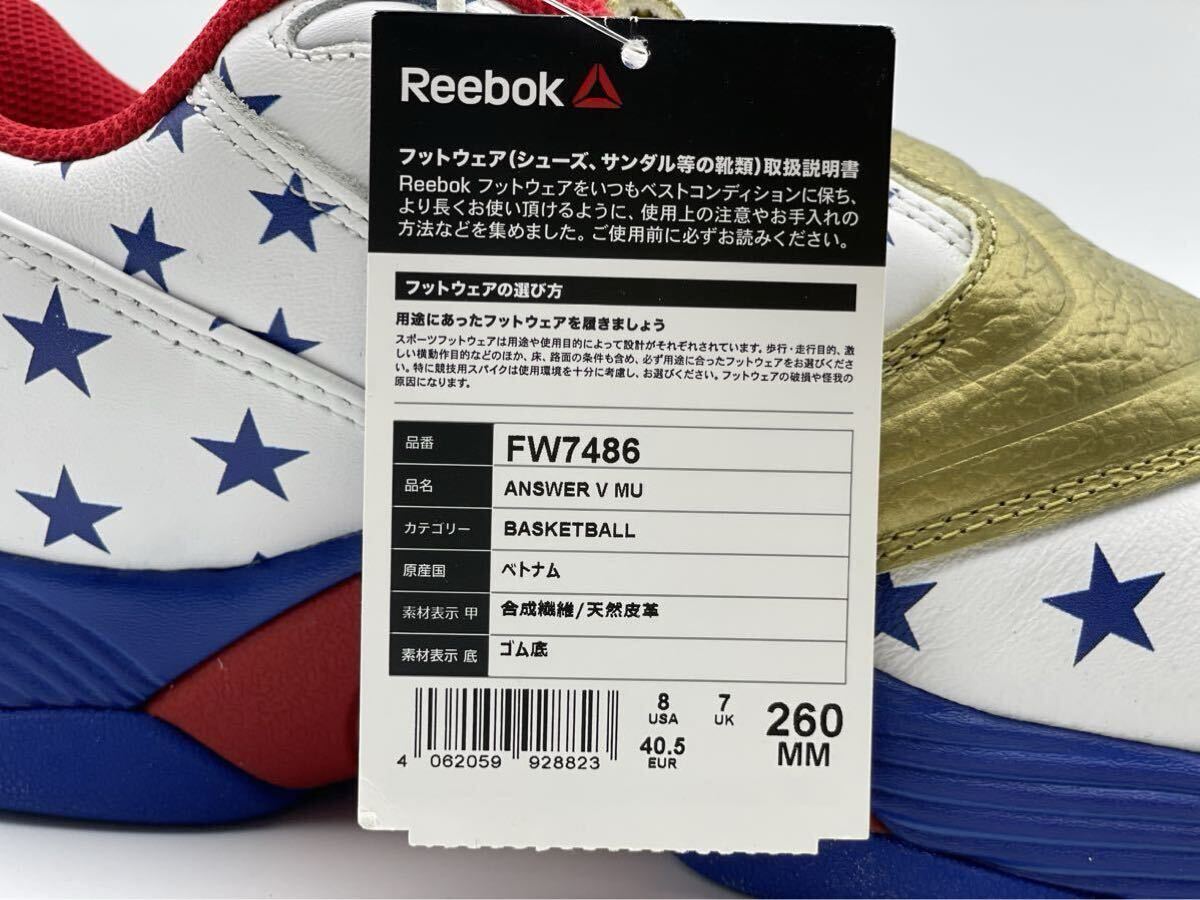 Reebok
フットウェア(シューズ、サンダル等の靴類)取扱説明書
Reebok フットウェアをいつもベストコンディションに保ち、
より長くお使い頂けるように、使用上の注意やお手入れの
方法などを集めました。ご使用前に必ずお読みください。
フットウェアの選び方
用途にあったフットウェアを履きましょう
スポーツフットウェアは用途や使用目的によって設計がそれぞれされています。歩行・走行目的、激
しい横動作目的などのほか、床、路面の条件も含め、必ず用途に合ったフットウェアをお選びくださ
い。特に競技用スパイクは使用環境を十分に考慮し、お選びください。フットウェアの破損や怪我の
原因になります。
品番 FW7486
品名 ANSWER V MU
カテゴリー BASKETBALL
原産国 ベトナム
素材表示 甲 合成繊維/天然皮革
素材表示 底 ゴム底
8 7 260
USA UK MM
40.5
EUR
4 062059 928823